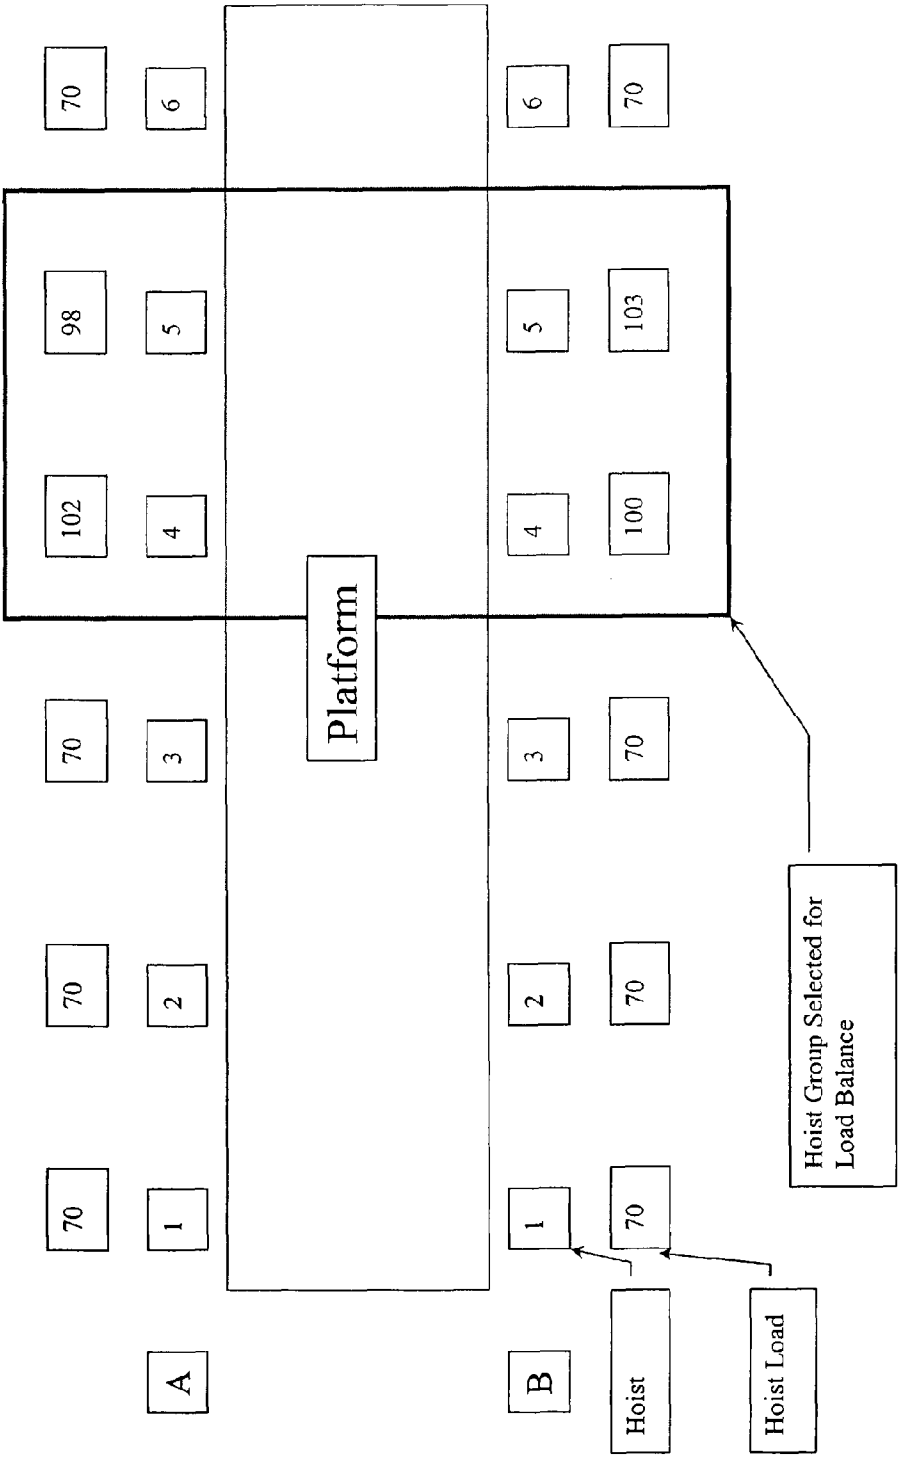 70 70 70 102 98 70
A 1 2 3 4 5 6
Platform
B 1 2 3 4 5 6
Hoist 70 70 70 100 103 70
Hoist Load
Hoist Group Selected for
Load Balance